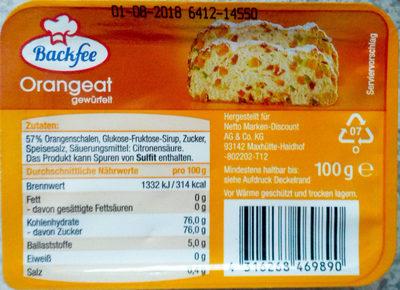 01-08-2018 6412-14550
Backfee
Orangeat
gewürfelt
Serviervorschlag
Zutaten:
57% Orangenschalen, Glukose-Fruktose-Sirup, Zucker,
Speisesalz, Säuerungsmittel: Citronensäure.
Das Produkt kann Spuren von Sulfit enthalten.
Durchschnittliche Nährwerte pro 100 g
Brennwert 1332 kJ / 314 kcal
Fett 0 g
- davon gesättigte Fettsäuren 0 g
Kohlenhydrate 76,0 g
- davon Zucker 76,0 g
Ballaststoffe 5,0 g
Eiweiß 0 g
Salz 0,4 g
Hergestellt für
Netto Marken-Discount
AG & Co. KG
93142 Maxhütte-Haidhof
-802202-T12
07
O
Mindestens haltbar bis:
siehe Aufdruck Deckelrand
100 g e
Vor Wärme geschützt und trocken lagern.
4 316268 469890